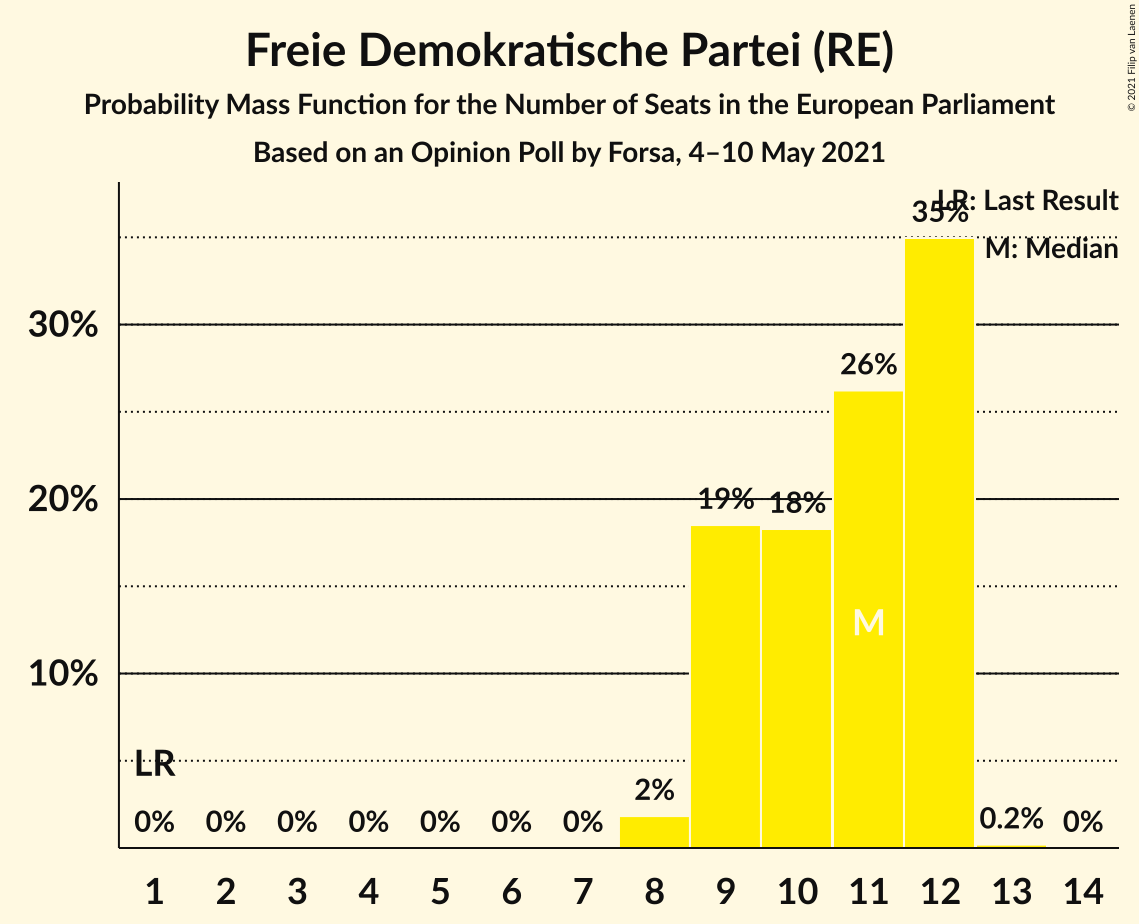 Freie Demokratische Partei (RE)
Probability Mass Function for the Number of Seats in the European Parliament
Based on an Opinion Poll by Forsa, 4–10 May 2021
© 2021 Filip van Laenen
LR: Last Result
M: Median
35%
30%
26%
20%
19%
18%
M
10%
LR
2%
0%
0%
0%
0%
0%
0%
0%
0.2%
0%
1 2 3 4 5 6 7 8 9 10 11 12 13 14